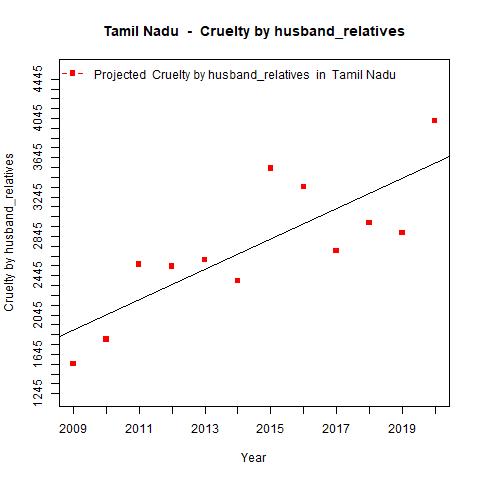 Tamil Nadu - Cruelty by husband_relatives
Projected Cruelty by husband_relatives in Tamil Nadu
Cruelty by husband_relatives
4445
4045
3645
3245
2845
2445
2045
1645
1245
2009 2011 2013 2015 2017 2019
Year